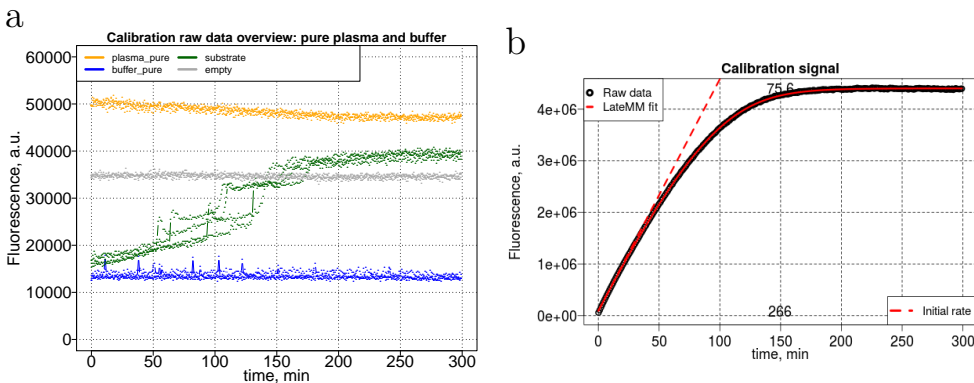 a
Calibration raw data overview: pure plasma and buffer
plasma_pure
buffer_pure
substrate
empty
60000
50000
40000
30000
20000
10000
0
Fluorescence, a.u.
0 50 100 150 200 250 300
time, min
b
Calibration signal
Raw data
LateMM fit
75.6
4e+06
3e+06
2e+06
1e+06
0e+00
Fluorescence, a.u.
266
Initial rate
0 50 100 150 200 250 300
time, min